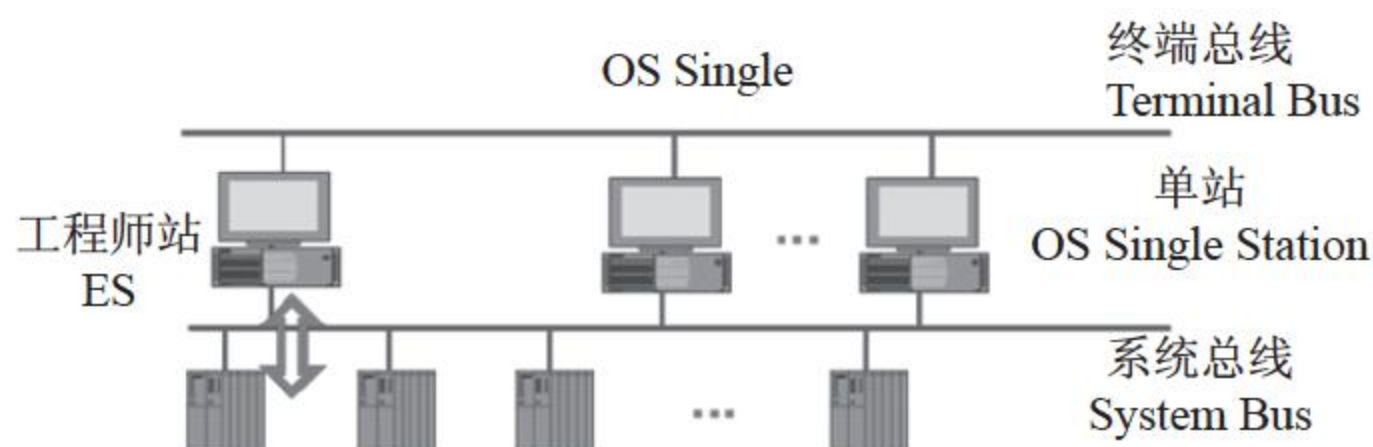 OS Single
终端总线
Terminal Bus
工程师站
ES
单站
OS Single Station
...
系统总线
System Bus
...